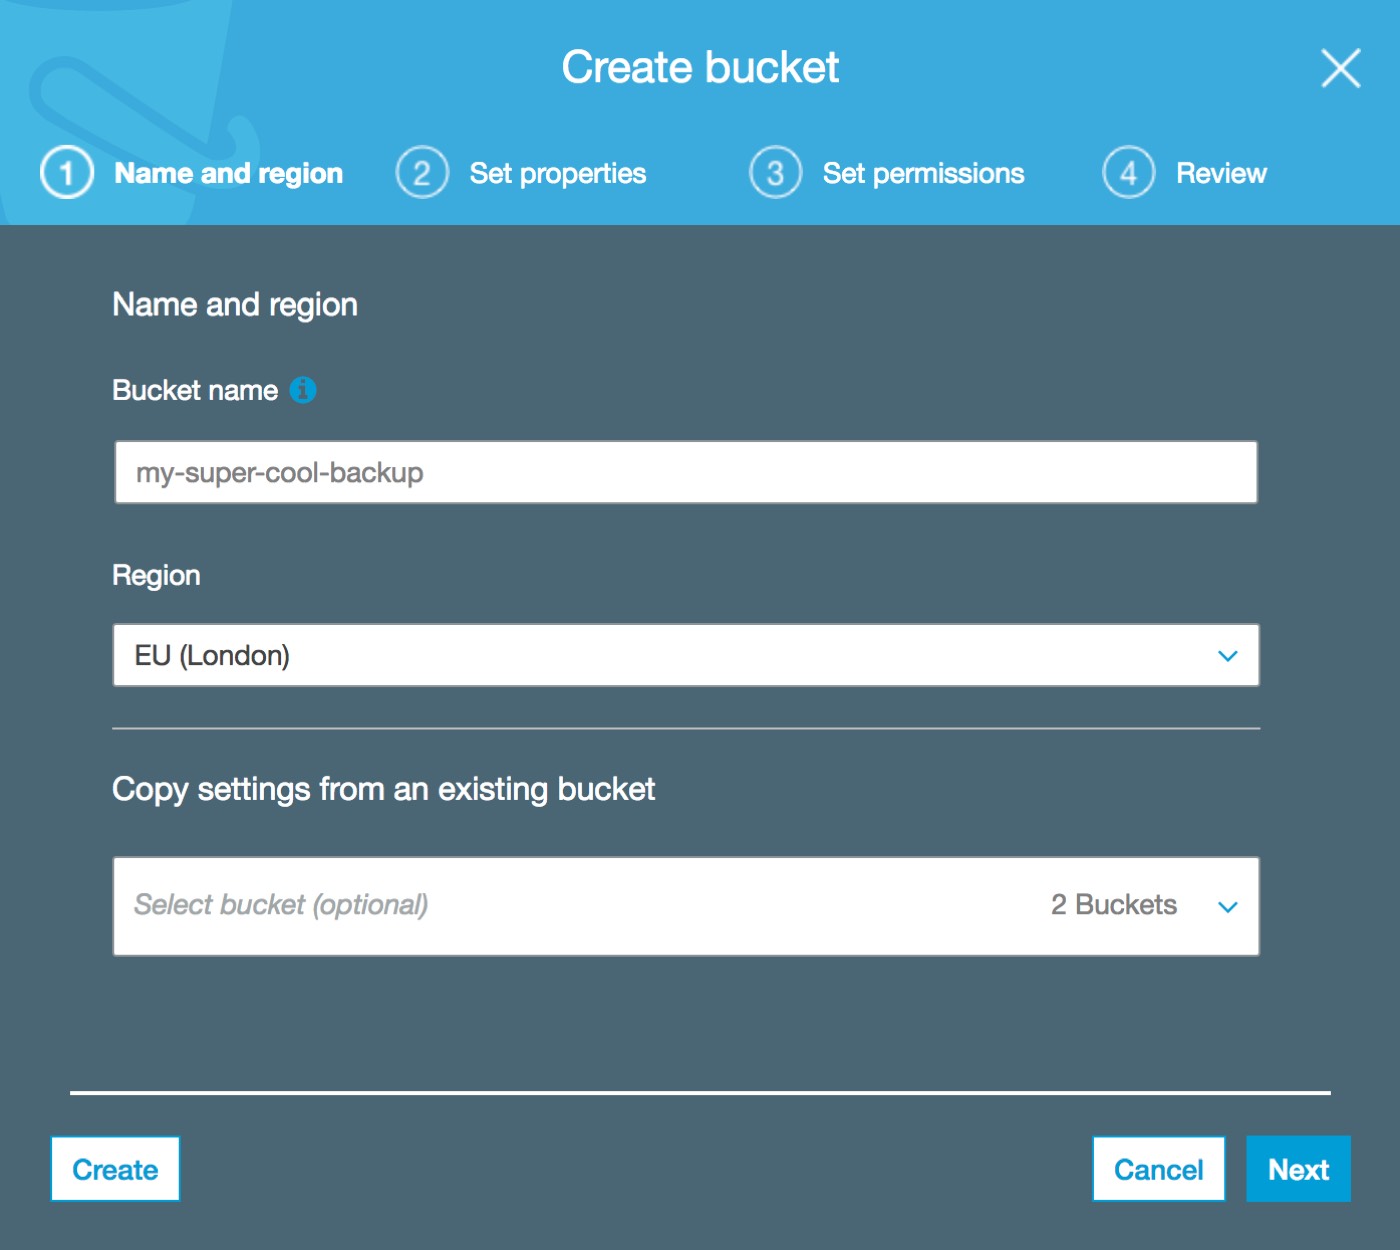 Create bucket
1 Name and region 2 Set properties 3 Set permissions 4 Review
Name and region
Bucket name
my-super-cool-backup
Region
EU (London)
Copy settings from an existing bucket
Select bucket (optional) 2 Buckets
Create Cancel Next